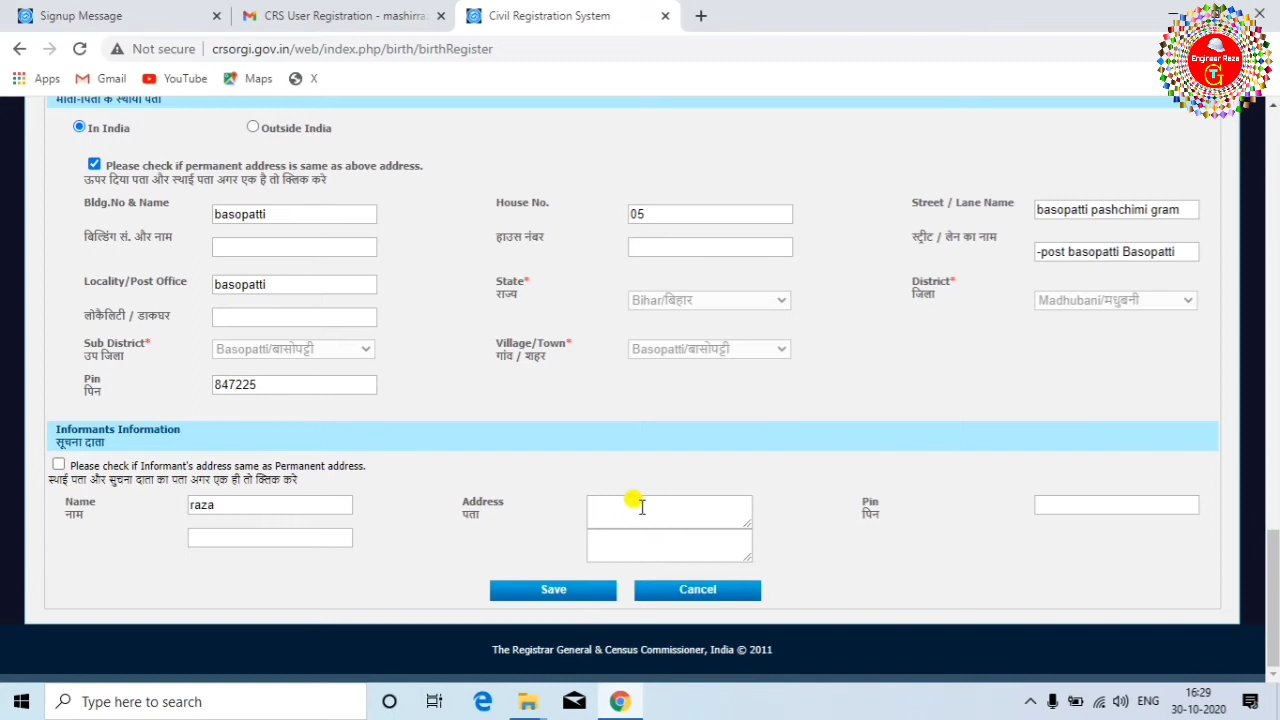 Signup Message
CRS User Registration - mashirra
Civil Registration System
Not secure
crsorgi.gov.in/web/index.php/birth/birthRegister
Apps
Gmail
YouTube
Maps
X
Engineer Raza
TG
माता-पिता के स्थायी पता
In India
Outside India
Please check if permanent address is same as above address.
ऊपर दिया पता और स्थाई पता अगर एक है तो क्लिक करे
Bldg.No & Name
basopatti
House No.
05
Street / Lane Name
basopatti pashchimi gram
बिल्डिंग सं. और नाम
हाउस नंबर
स्ट्रीट / लेन का नाम
-post basopatti Basopatti
Locality/Post Office
basopatti
State*
राज्य
Bihar/बिहार
District*
जिला
Madhubani/मधुबनी
लोकैलिटी / डाकघर
Sub District*
उप जिला
Basopatti/बासोपट्टी
Village/Town*
गांव / शहर
Basopatti/बासोपट्टी
Pin
पिन
847225
Informants Information
सूचना दाता
Please check if Informant's address same as Permanent address.
स्थाई पता और सुचना दाता का पता अगर एक ही तो क्लिक करे
Name
नाम
raza
Address
पता
Pin
पिन
Save
Cancel
The Registrar General & Census Commissioner, India © 2011
Type here to search
ENG
16:29
30-10-2020